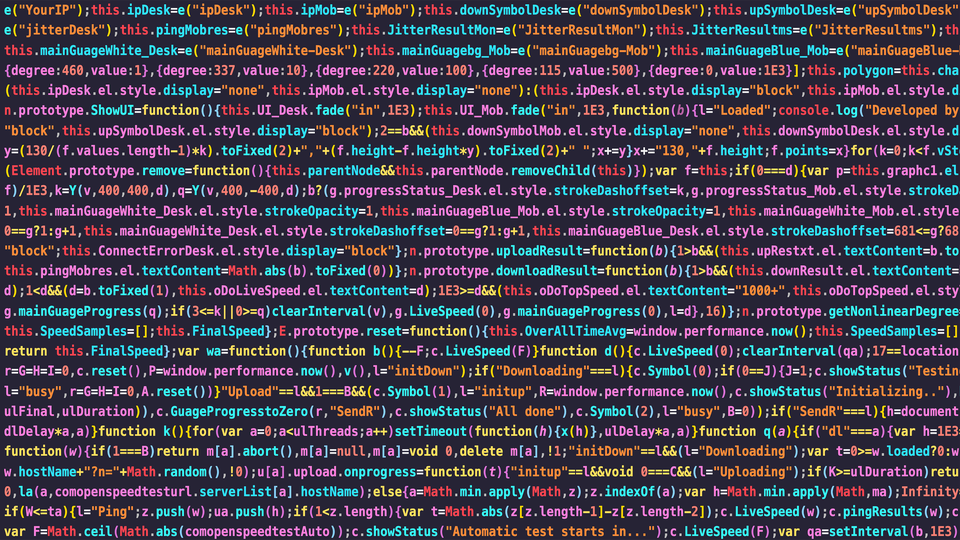 e("YourIP");this.ipDesk=e("ipDesk");this.ipMob=e("ipMob");this.downSymbolDesk=e("downSymbolDesk");this.upSymbolDesk=e("upSymbolDesk"
e("jitterDesk");this.pingMobres=e("pingMobres");this.JitterResultMon=e("JitterResultMon");this.JitterResultms=e("JitterResultms");th
this.mainGuageWhite_Desk=e("mainGuageWhite-Desk");this.mainGuagebg_Mob=e("mainGuagebg-Mob");this.mainGuageBlue_Mob=e("mainGuageBlue-
{degree:460,value:1},{degree:337,value:10},{degree:220,value:100},{degree:115,value:500},{degree:0,value:1E3}];this.polygon=this.cha
(this.ipDesk.el.style.display="none",this.ipMob.el.style.display="none"):(this.ipDesk.el.style.display="block",this.ipMob.el.style.d
n.prototype.ShowUI=function(){this.UI_Desk.fade("in",1E3);this.UI_Mob.fade("in",1E3,function(b){l="Loaded";console.log("Developed by
"block",this.upSymbolDesk.el.style.display="block");2==b&&(this.downSymbolMob.el.style.display="none",this.downSymbolDesk.el.style.d
y=(130/(f.values.length-1)*k).toFixed(2)+","+(f.height-f.height*y).toFixed(2)+" ";x+=y}x+="130,"+f.height;f.points=x}for(k=0;k<f.vSt
(Element.prototype.remove=function(){this.parentNode&&this.parentNode.removeChild(this)});var f=this;if(0===d){var p=this.graphc1.el
f)/1E3,k=Y(v,400,400,d),q=Y(v,400,-400,d);b?(g.progressStatus_Desk.el.style.strokeDashoffset=k,g.progressStatus_Mob.el.style.strokeD
1,this.mainGuageWhite_Desk.el.style.strokeOpacity=1,this.mainGuageBlue_Mob.el.style.strokeOpacity=1,this.mainGuageWhite_Mob.el.style
0==g?1:g+1,this.mainGuageWhite_Desk.el.style.strokeDashoffset=0==g?1:g+1,this.mainGuageBlue_Desk.el.style.strokeDashoffset=681<=g?68
"block";this.ConnectErrorDesk.el.style.display="block"};n.prototype.uploadResult=function(b){1>b&&(this.upRestxt.el.textContent=b.to
this.pingMobres.el.textContent=Math.abs(b).toFixed(0))};n.prototype.downloadResult=function(b){1>b&&(this.downResult.el.textContent=
d);1<d&&(d=b.toFixed(1),this.oDoLiveSpeed.el.textContent=d);1E3>=d&&(this.oDoTopSpeed.el.textContent="1000+",this.oDoTopSpeed.el.sty
g.mainGuageProgress(q);if(3<=k||0>=q)clearInterval(v),g.LiveSpeed(0),g.mainGuageProgress(0),l=d},16)};n.prototype.getNonlinearDegree
this.SpeedSamples=[];this.FinalSpeed};E.prototype.reset=function(){this.OverAllTimeAvg=window.performance.now();this.SpeedSamples=[]
return this.FinalSpeed};var wa=function(){function b(){--F;c.LiveSpeed(F)}function d(){c.LiveSpeed(0);clearInterval(qa);17==location
r=G=H=I=0,c.reset(),P=window.performance.now(),v(),l="initDown");if("Downloading"===l){c.Symbol(0);if(0==J)J=1;c.showStatus("Testing
l="busy",r=G=H=I=0,A.reset())}"Upload"==l&&1===B&&(c.Symbol(1),l="initup",R=window.performance.now(),c.showStatus("Initializing.."),
ulFinal,ulDuration)),c.GuageProgresstoZero(r,"SendR"),c.showStatus("All done"),c.Symbol(2),l="busy",B=0));if("SendR"===l){h=document
dlDelay*a,a)}function k(){for(var a=0;a<ulThreads;a++)setTimeout(function(h){x(h)},ulDelay*a,a)}function q(a){if("dl"===a){var h=1E3
function(w){if(1===B)return m[a].abort(),m[a]=null,m[a]=void 0,delete m[a],!1;"initDown"==l&&(l="Downloading");var t=0>=w.loaded?0:w
w.hostName+"?n="+Math.random(),!0);u[a].upload.onprogress=function(t){"initup"==l&&void 0===C&&(l="Uploading");if(K>=ulDuration)retu
0,la(a,comopenspeedtesturl.serverList[a].hostName);else{a=Math.min.apply(Math,z);z.indexOf(a);var h=Math.min.apply(Math,ma);Infinity=
if(W<=ta){l="Ping";z.push(w);ua.push(h);if(1<z.length){var t=Math.abs(z[z.length-1]-z[z.length-2]);c.LiveSpeed(w);c.pingResults(w);c
var F=Math.ceil(Math.abs(comopenspeedtestAuto));c.showStatus("Automatic test starts in...");c.LiveSpeed(F);var qa=setInterval(b,1E3)